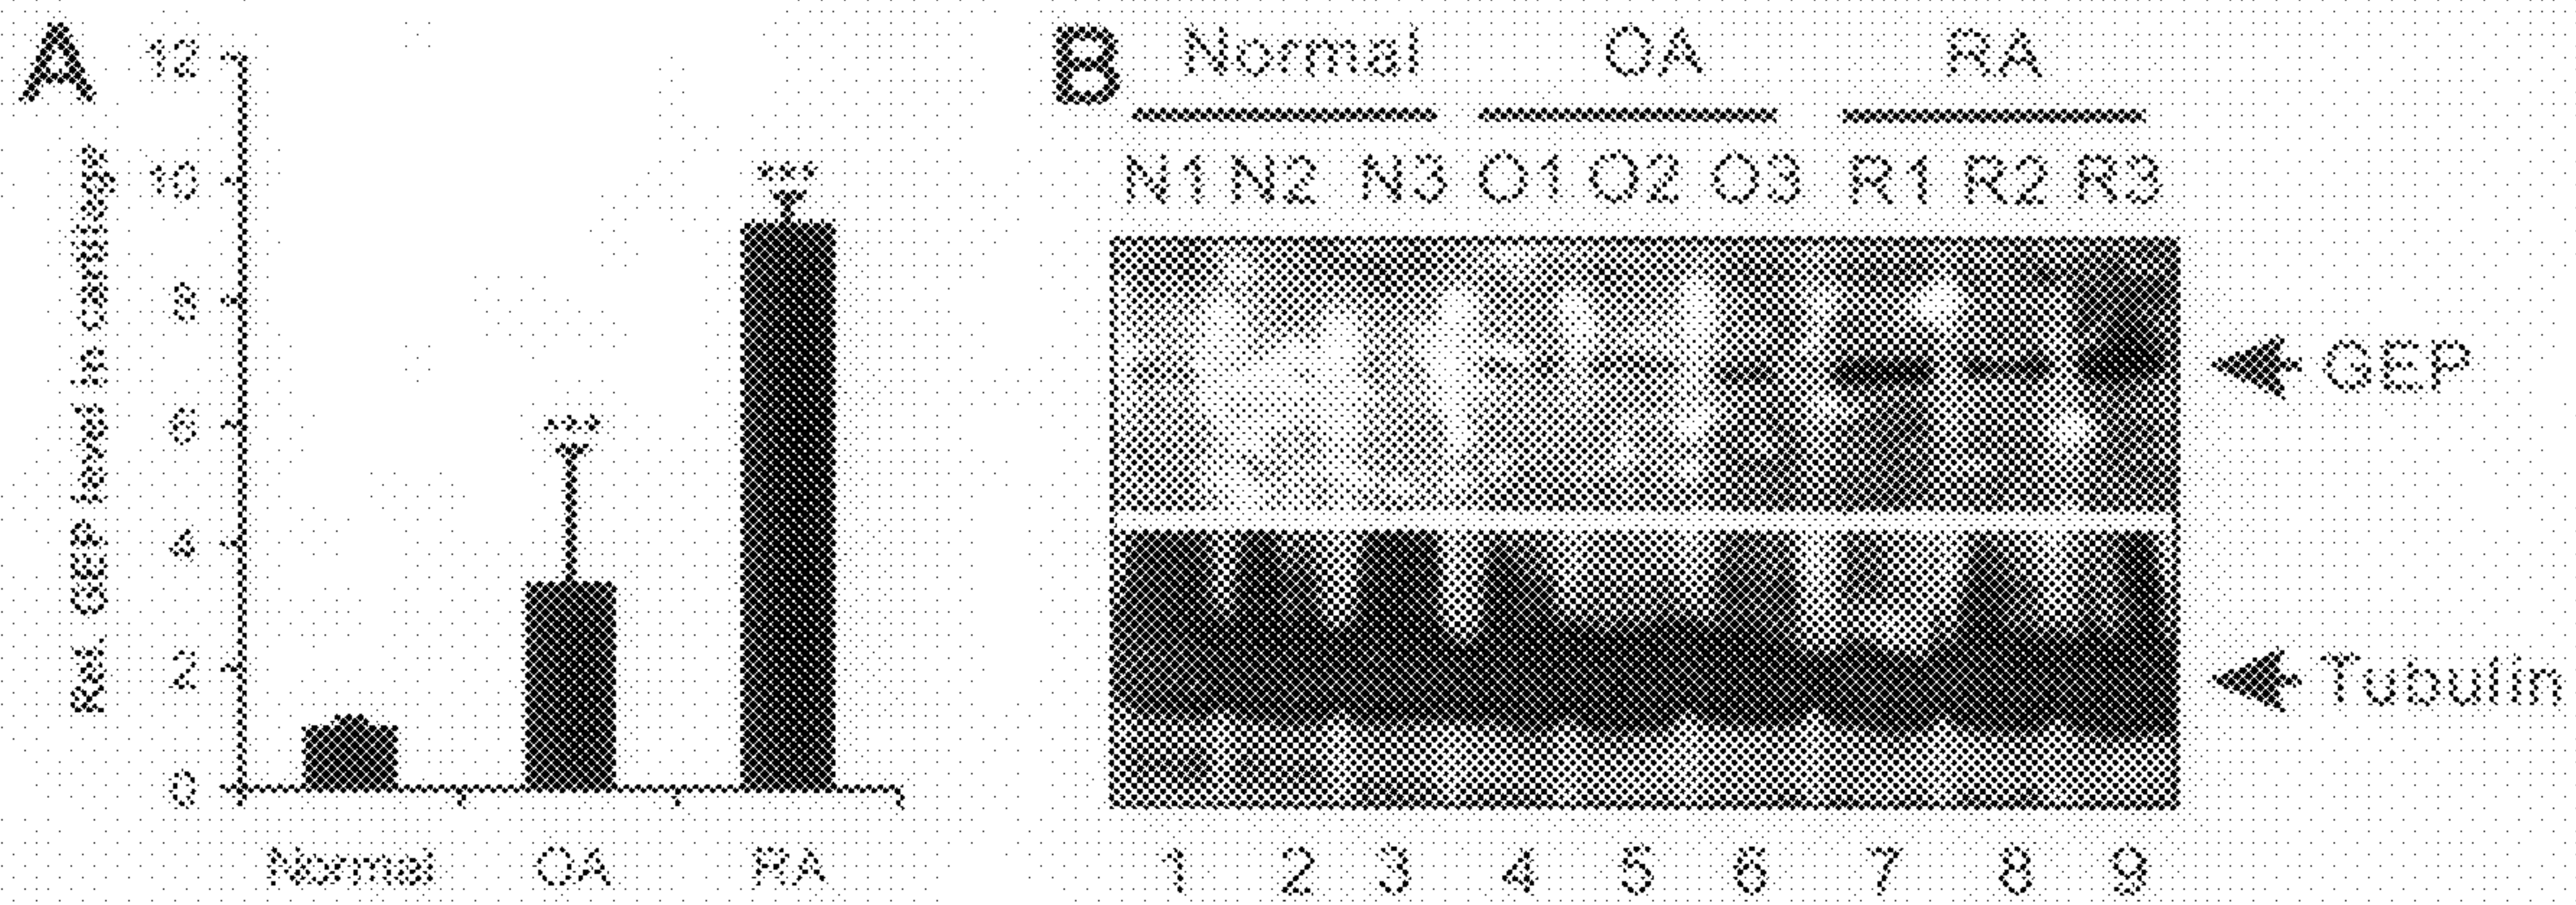 A
12
10
8
6
4
2
0
Rel. GEP level in cartilage
***
***
Normal OA RA
B
Normal OA RA
N1 N2 N3 O1 O2 O3 R1 R2 R3
GEP
Tubulin
1 2 3 4 5 6 7 8 9